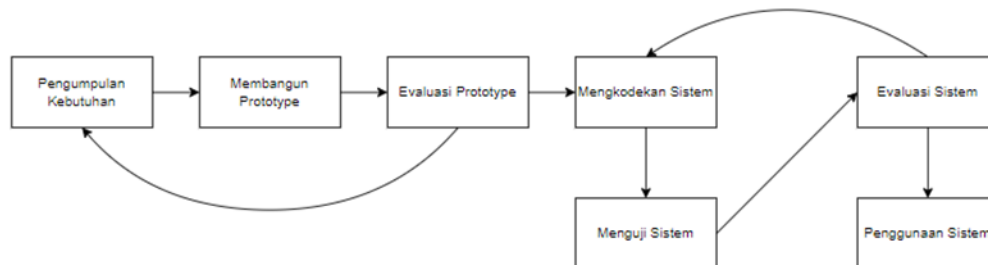 Pengumpulan
Kebutuhan
Membangun
Prototype
Evaluasi Prototype
Mengkodekan Sistem
Evaluasi Sistem
Menguji Sistem
Penggunaan Sistem